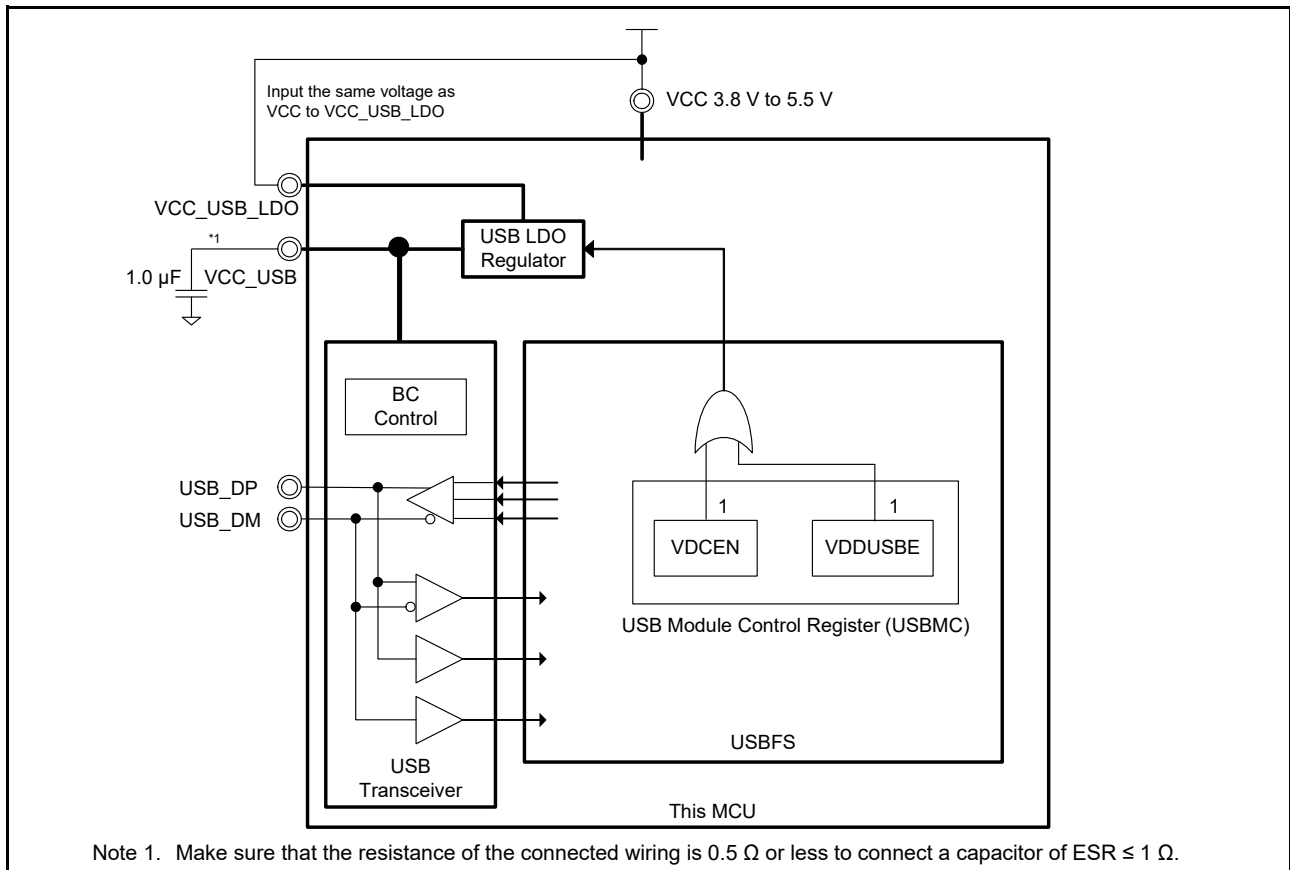 Input the same voltage as
VCC to VCC_USB_LDO
VCC 3.8 V to 5.5 V
VCC_USB_LDO
*1
1.0 µF
VCC_USB
USB LDO
Regulator
BC
Control
USB_DP
USB_DM
1
1
VDCEN
VDDUSBE
USB Module Control Register (USBMC)
USBFS
USB
Transceiver
This MCU
Note 1. Make sure that the resistance of the connected wiring is 0.5 Ω or less to connect a capacitor of ESR ≤ 1 Ω.